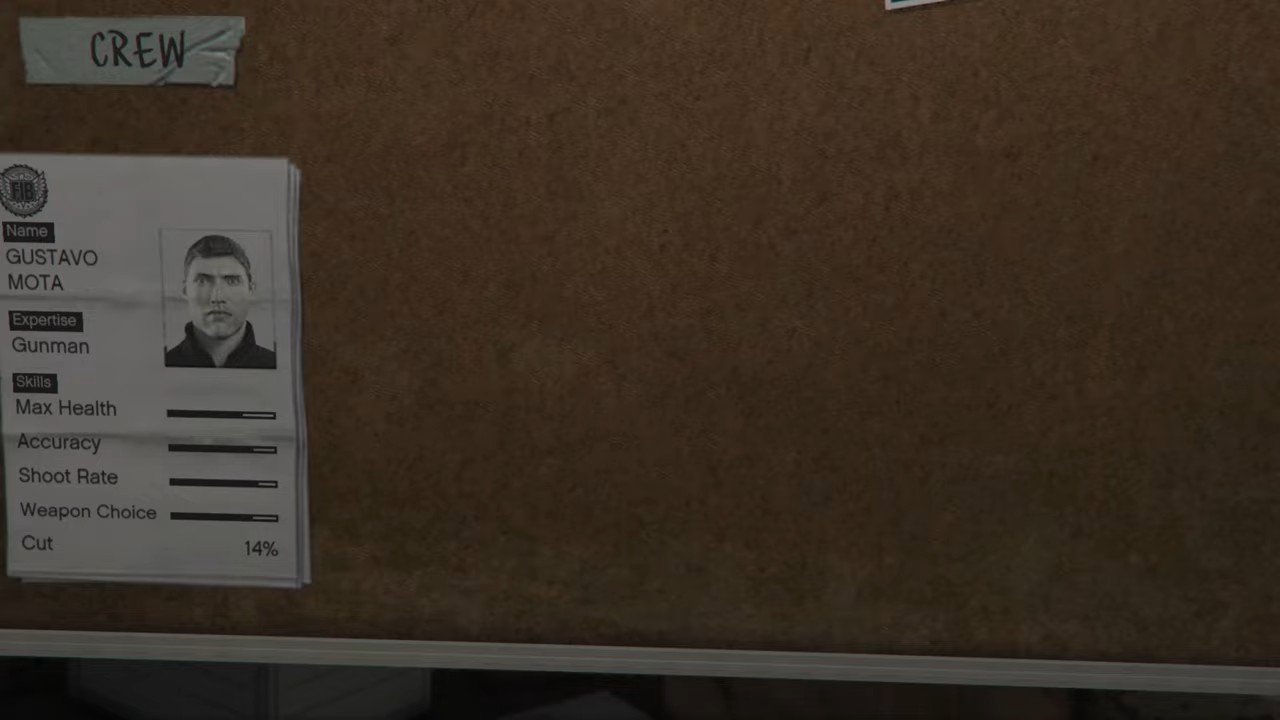 CREW
FIB
Name
GUSTAVO
MOTA
Expertise
Gunman
Skills
Max Health
Accuracy
Shoot Rate
Weapon Choice
Cut 14%